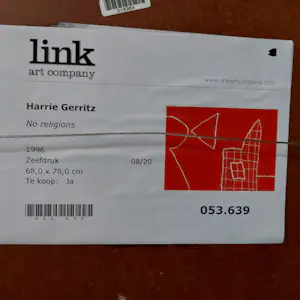 link
art company
www.linkartcompany.com
Harrie Gerritz
No religions
1996
Zeefdruk -08/20
68,0 x 78,0 cm
Te koop: Ja
053.639